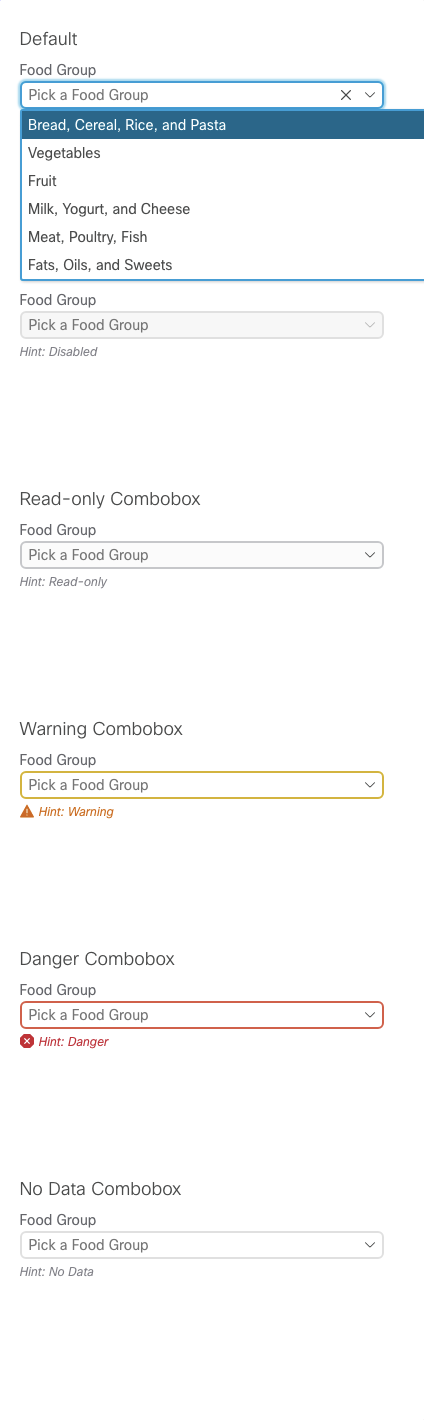 Default
Food Group
Pick a Food Group
Bread, Cereal, Rice, and Pasta
Vegetables
Fruit
Milk, Yogurt, and Cheese
Meat, Poultry, Fish
Fats, Oils, and Sweets
Food Group
Pick a Food Group
Hint: Disabled
Read-only Combobox
Food Group
Pick a Food Group
Hint: Read-only
Warning Combobox
Food Group
Pick a Food Group
Hint: Warning
Danger Combobox
Food Group
Pick a Food Group
Hint: Danger
No Data Combobox
Food Group
Pick a Food Group
Hint: No Data